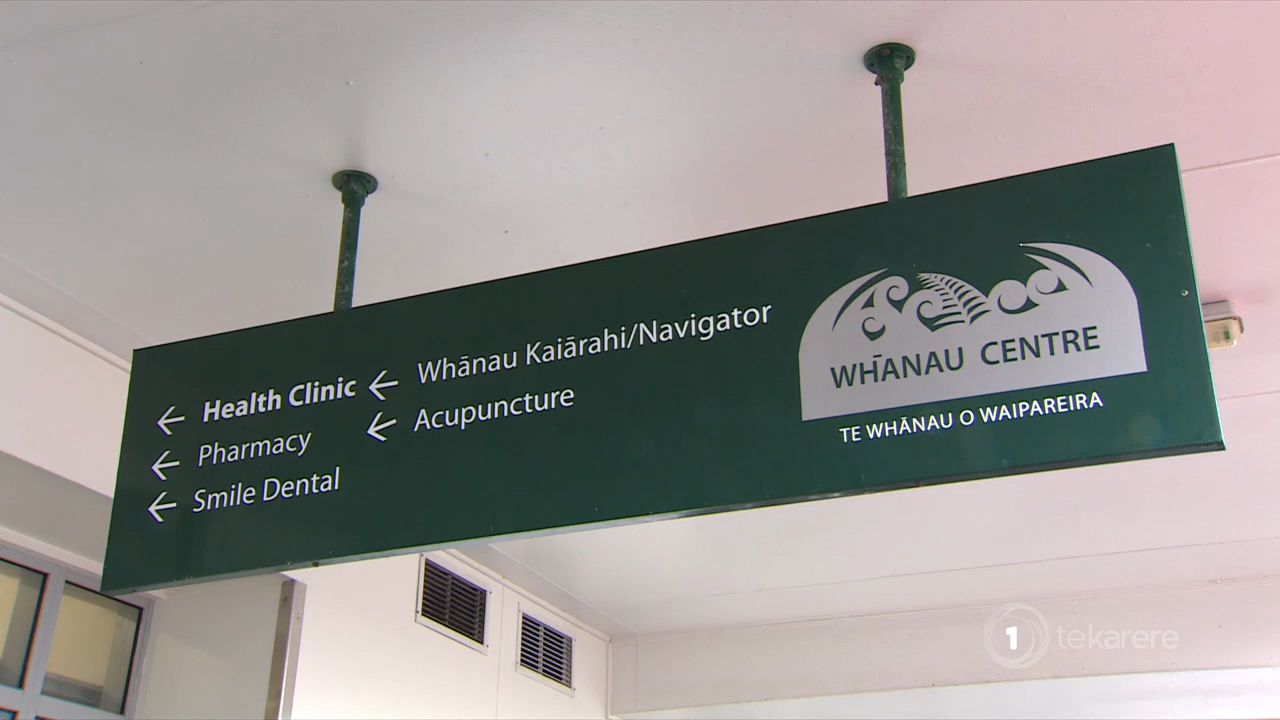 ← Health Clinic
← Pharmacy
← Smile Dental
← Whānau Kaiārahi/Navigator
← Acupuncture
WHĀNAU CENTRE
TE WHĀNAU O WAIPAREIRA
1 tekarere